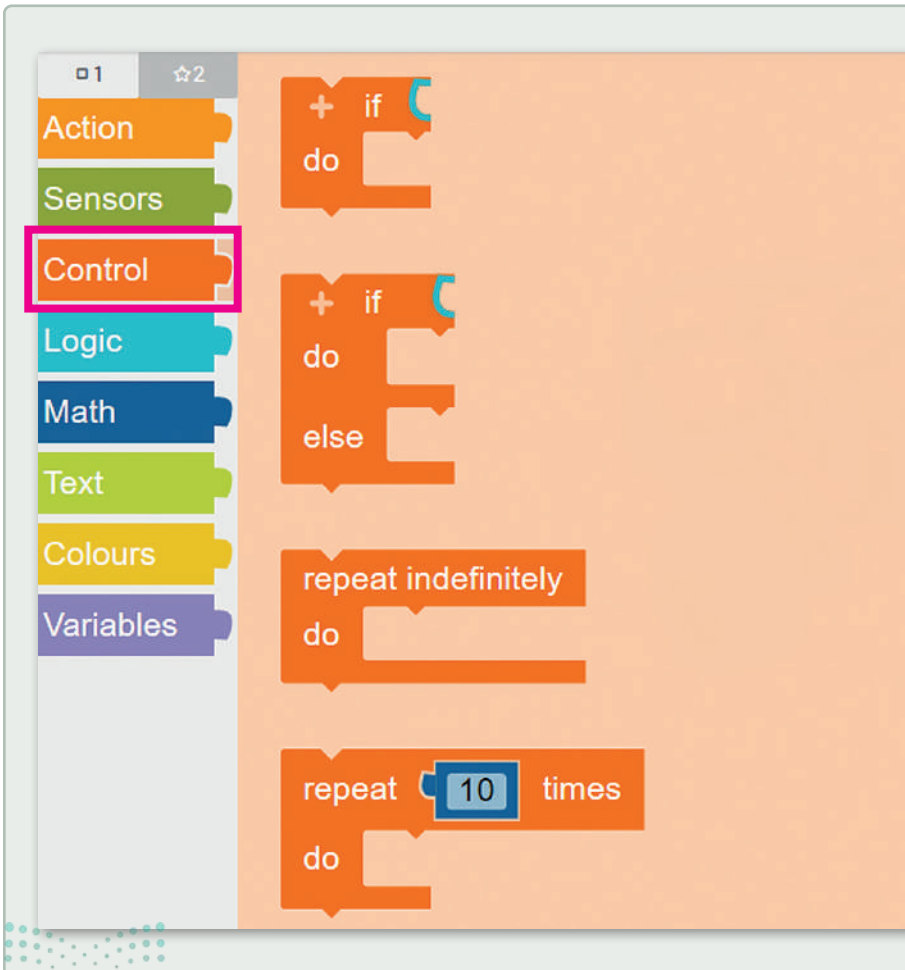 1 2
Action
Sensors
Control
Logic
Math
Text
Colours
Variables
+ if
do
+ if
do
else
repeat indefinitely
do
repeat 10 times
do